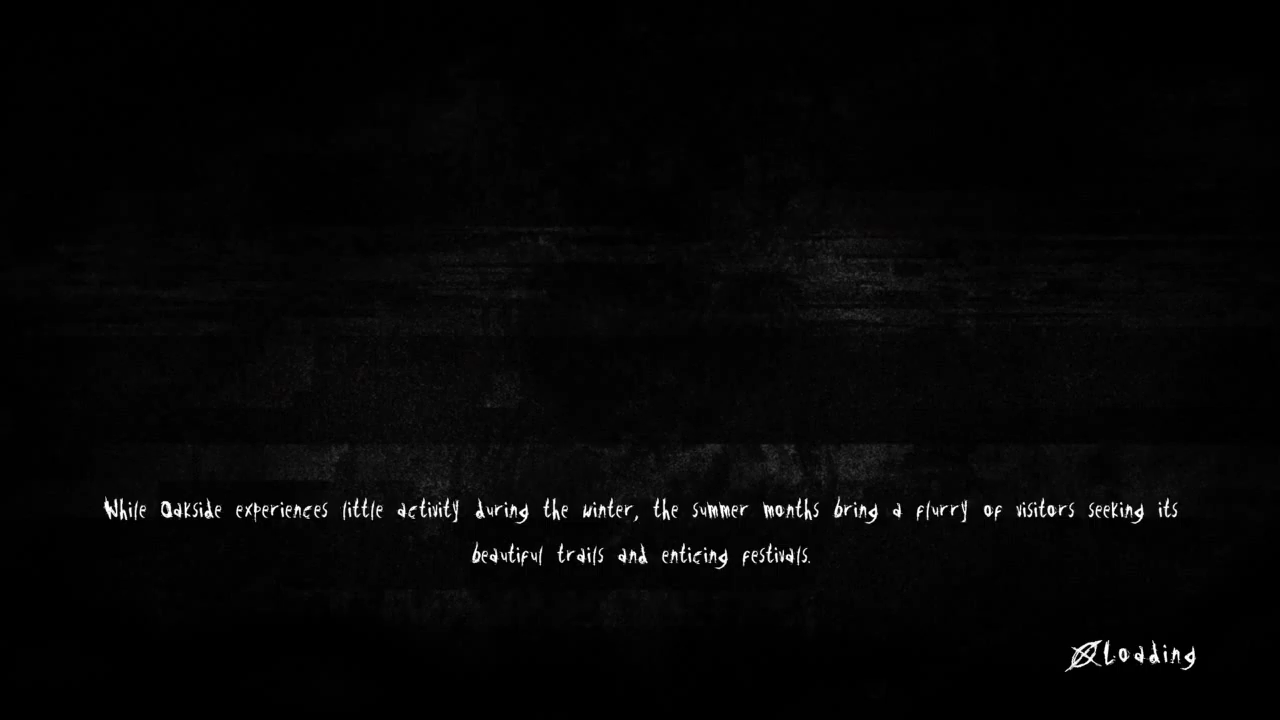 While Oakside experiences little activity during the winter, the summer months bring a flurry of visitors seeking its
beautiful trails and enticing festivals.
Loading